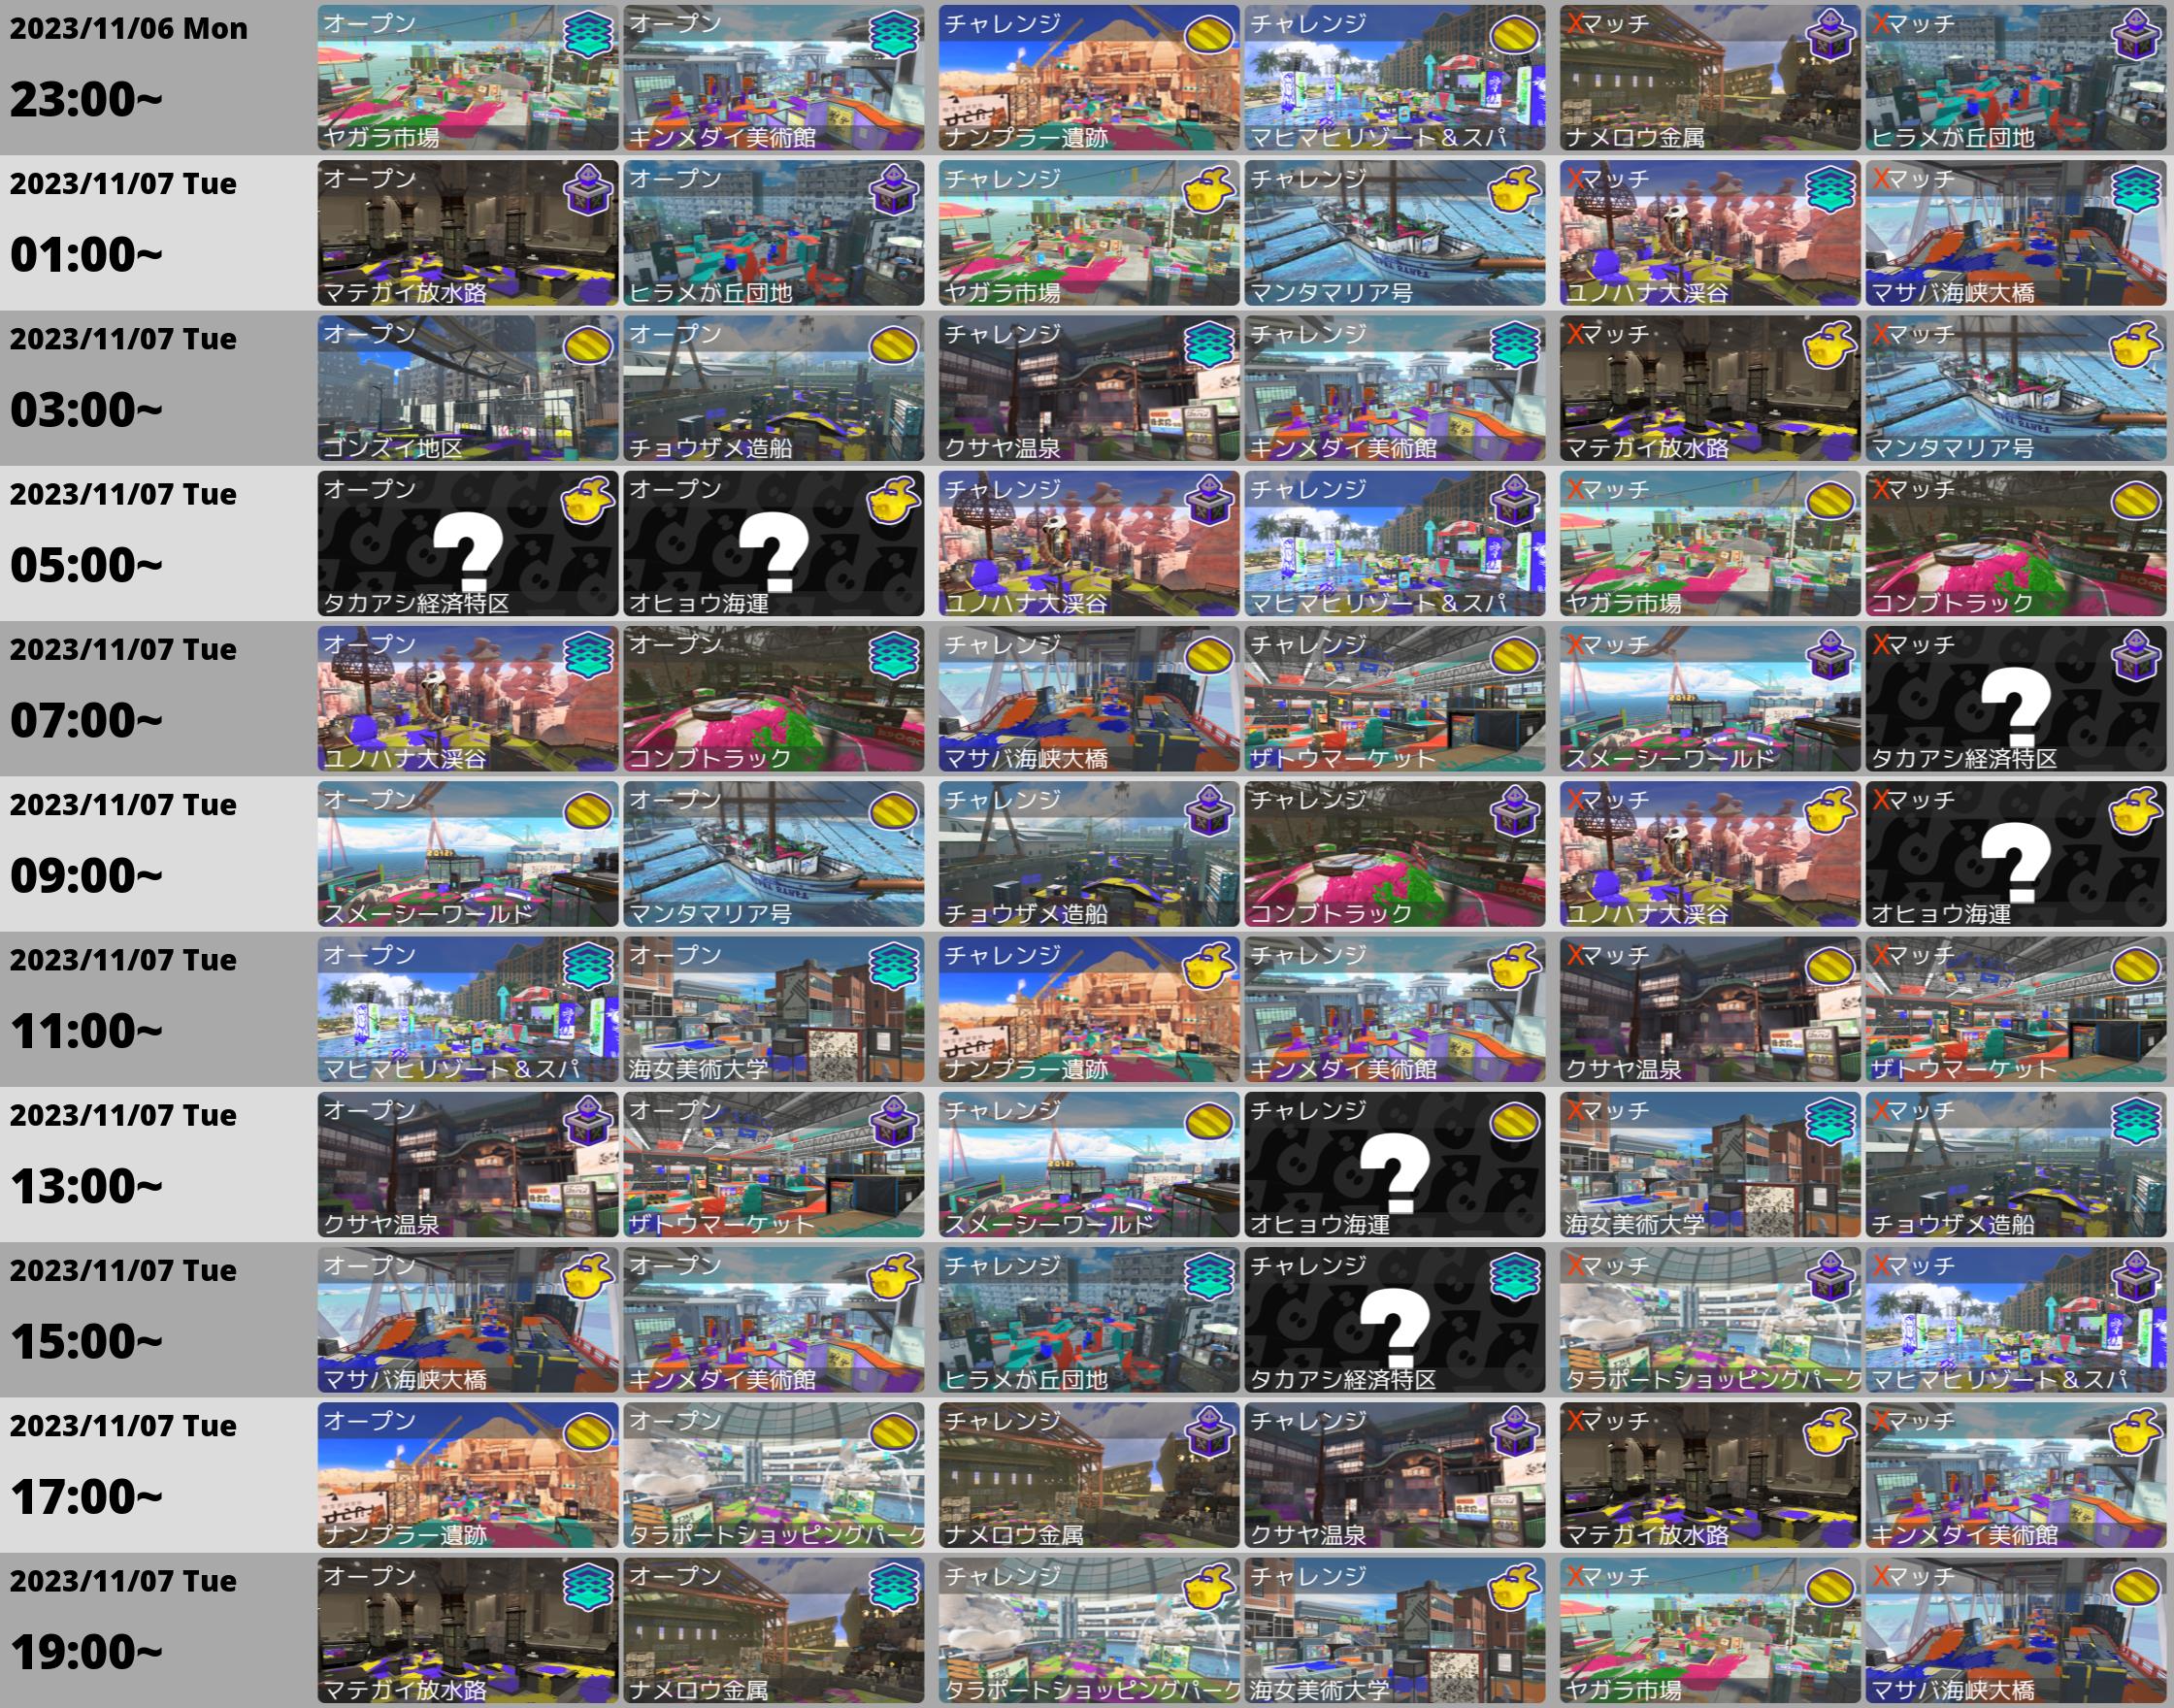 2023/11/06 Mon
23:00~
オープン
ヤガラ市場
オープン
キンメダイ美術館
チャレンジ
ナンプラー遺跡
チャレンジ
マヒマヒリゾート＆スパ
Xマッチ
ナメロウ金属
Xマッチ
ヒラメが丘団地
2023/11/07 Tue
01:00~
オープン
マテガイ放水路
オープン
ヒラメが丘団地
チャレンジ
ヤガラ市場
チャレンジ
マンタマリア号
Xマッチ
ユノハナ大渓谷
Xマッチ
マサバ海峡大橋
2023/11/07 Tue
03:00~
オープン
ゴンズイ地区
オープン
チョウザメ造船
チャレンジ
クサヤ温泉
チャレンジ
キンメダイ美術館
Xマッチ
マテガイ放水路
Xマッチ
マンタマリア号
2023/11/07 Tue
05:00~
オープン
?
タカアシ経済特区
オープン
?
オヒョウ海運
チャレンジ
ユノハナ大渓谷
チャレンジ
マヒマヒリゾート＆スパ
Xマッチ
ヤガラ市場
Xマッチ
コンブトラック
2023/11/07 Tue
07:00~
オープン
ユノハナ大渓谷
オープン
コンブトラック
チャレンジ
マサバ海峡大橋
チャレンジ
ザトウマーケット
Xマッチ
スメーシーワールド
Xマッチ
?
タカアシ経済特区
2023/11/07 Tue
09:00~
オープン
スメーシーワールド
オープン
マンタマリア号
チャレンジ
チョウザメ造船
チャレンジ
コンブトラック
Xマッチ
ユノハナ大渓谷
Xマッチ
?
オヒョウ海運
2023/11/07 Tue
11:00~
オープン
マヒマヒリゾート＆スパ
オープン
海女美術大学
チャレンジ
ナンプラー遺跡
チャレンジ
キンメダイ美術館
Xマッチ
クサヤ温泉
Xマッチ
ザトウマーケット
2023/11/07 Tue
13:00~
オープン
クサヤ温泉
オープン
ザトウマーケット
チャレンジ
スメーシーワールド
チャレンジ
?
オヒョウ海運
Xマッチ
海女美術大学
Xマッチ
チョウザメ造船
2023/11/07 Tue
15:00~
オープン
マサバ海峡大橋
オープン
キンメダイ美術館
チャレンジ
ヒラメが丘団地
チャレンジ
?
タカアシ経済特区
Xマッチ
タラポートショッピングパーク
Xマッチ
マヒマヒリゾート＆スパ
2023/11/07 Tue
17:00~
オープン
ナンプラー遺跡
オープン
タラポートショッピングパーク
チャレンジ
ナメロウ金属
チャレンジ
クサヤ温泉
Xマッチ
マテガイ放水路
Xマッチ
キンメダイ美術館
2023/11/07 Tue
19:00~
オープン
マテガイ放水路
オープン
ナメロウ金属
チャレンジ
タラポートショッピングパーク
チャレンジ
海女美術大学
Xマッチ
ヤガラ市場
Xマッチ
マサバ海峡大橋